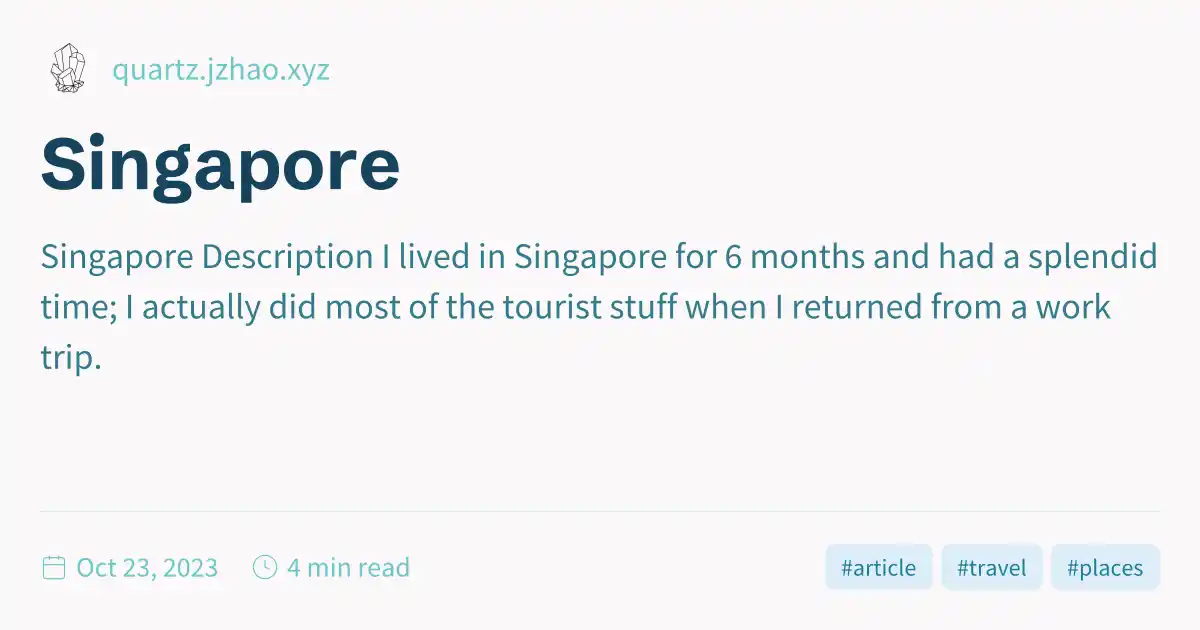 quartz.jzhao.xyz
Singapore
Singapore Description I lived in Singapore for 6 months and had a splendid
time; I actually did most of the tourist stuff when I returned from a work
trip.
Oct 23, 2023 4 min read #article #travel #places